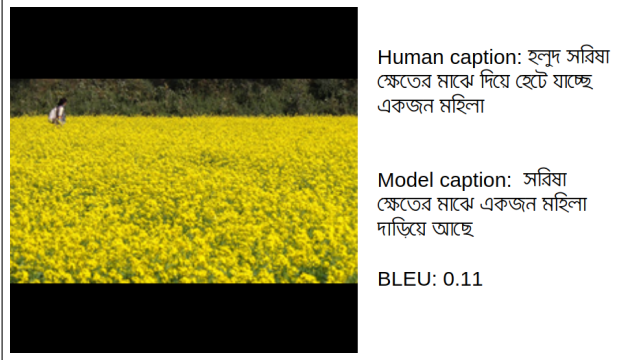 Human caption: হলুদ সরিষা
ক্ষেতের মাঝে দিয়ে হেটে যাচ্ছে
একজন মহিলা
Model caption: সরিষা
ক্ষেতের মাঝে একজন মহিলা
দাড়িয়ে আছে
BLEU: 0.11